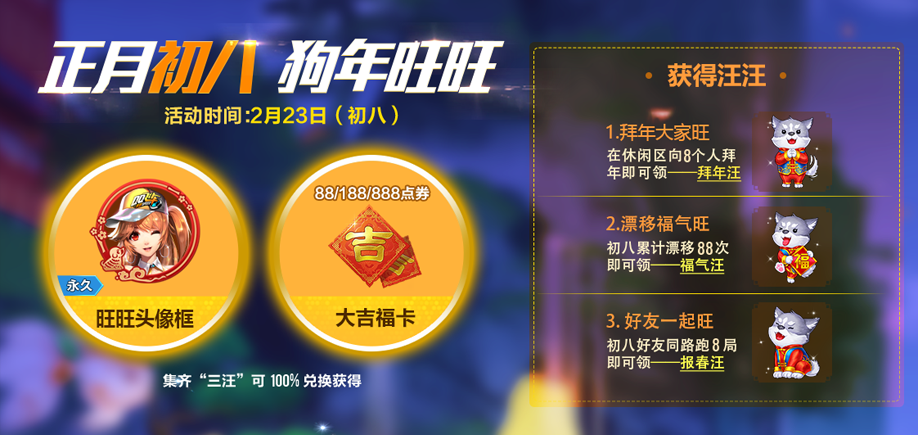 正月初八 狗年旺旺
活动时间:2月23日（初八）
88/188/888点券
吉
永久
旺旺头像框
大吉福卡
集齐“三汪”可 100% 兑换获得
· 获得汪汪 ·
1.拜年大家旺
在休闲区向8个人拜
年即可领——拜年汪
2.漂移福气旺
初八累计漂移88次
即可领——福气汪
福
3. 好友一起旺
初八好友同路跑8局
即可领——报春汪